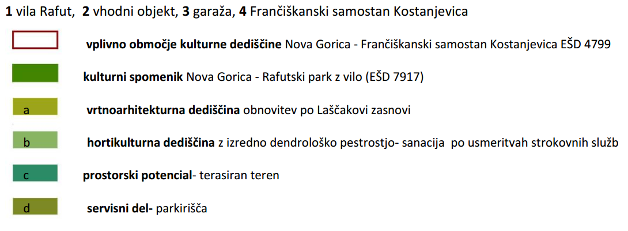 1 vila Rafut, 2 vhodni objekt, 3 garaža, 4 Frančiškanski samostan Kostanjevica
vplivno območje kulturne dediščine Nova Gorica - Frančiškanski samostan Kostanjevica EŠD 4799
kulturni spomenik Nova Gorica - Rafutski park z vilo (EŠD 7917)
a vrtnoarhitekturna dediščina obnovitev po Laščakovi zasnovi
b hortikulturna dediščina z izredno dendrološko pestrostjo- sanacija po usmeritvah strokovnih služb
c prostorski potencial- terasiran teren
d servisni del- parkirišča